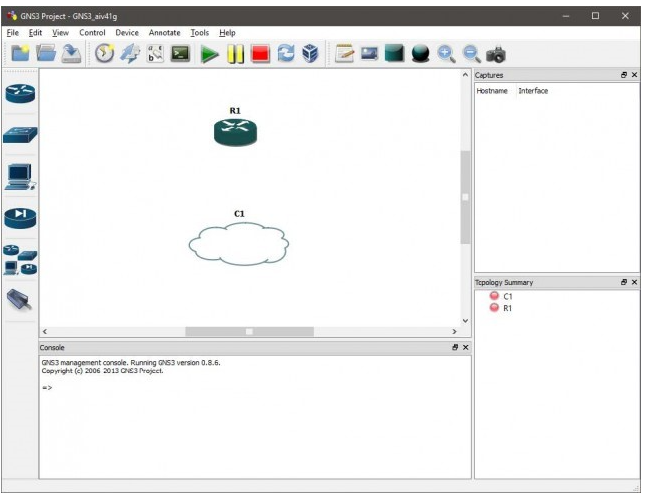 GNS3 Project - GNS3_aiv41g
File Edit View Control Device Annotate Tools Help
R1
C1
Captures
Hostname Interface
Topology Summary
C1
R1
Console
GNS3 management console. Running GNS3 version 0.8.6.
Copyright (c) 2006-2013 GNS3 Project.
=>